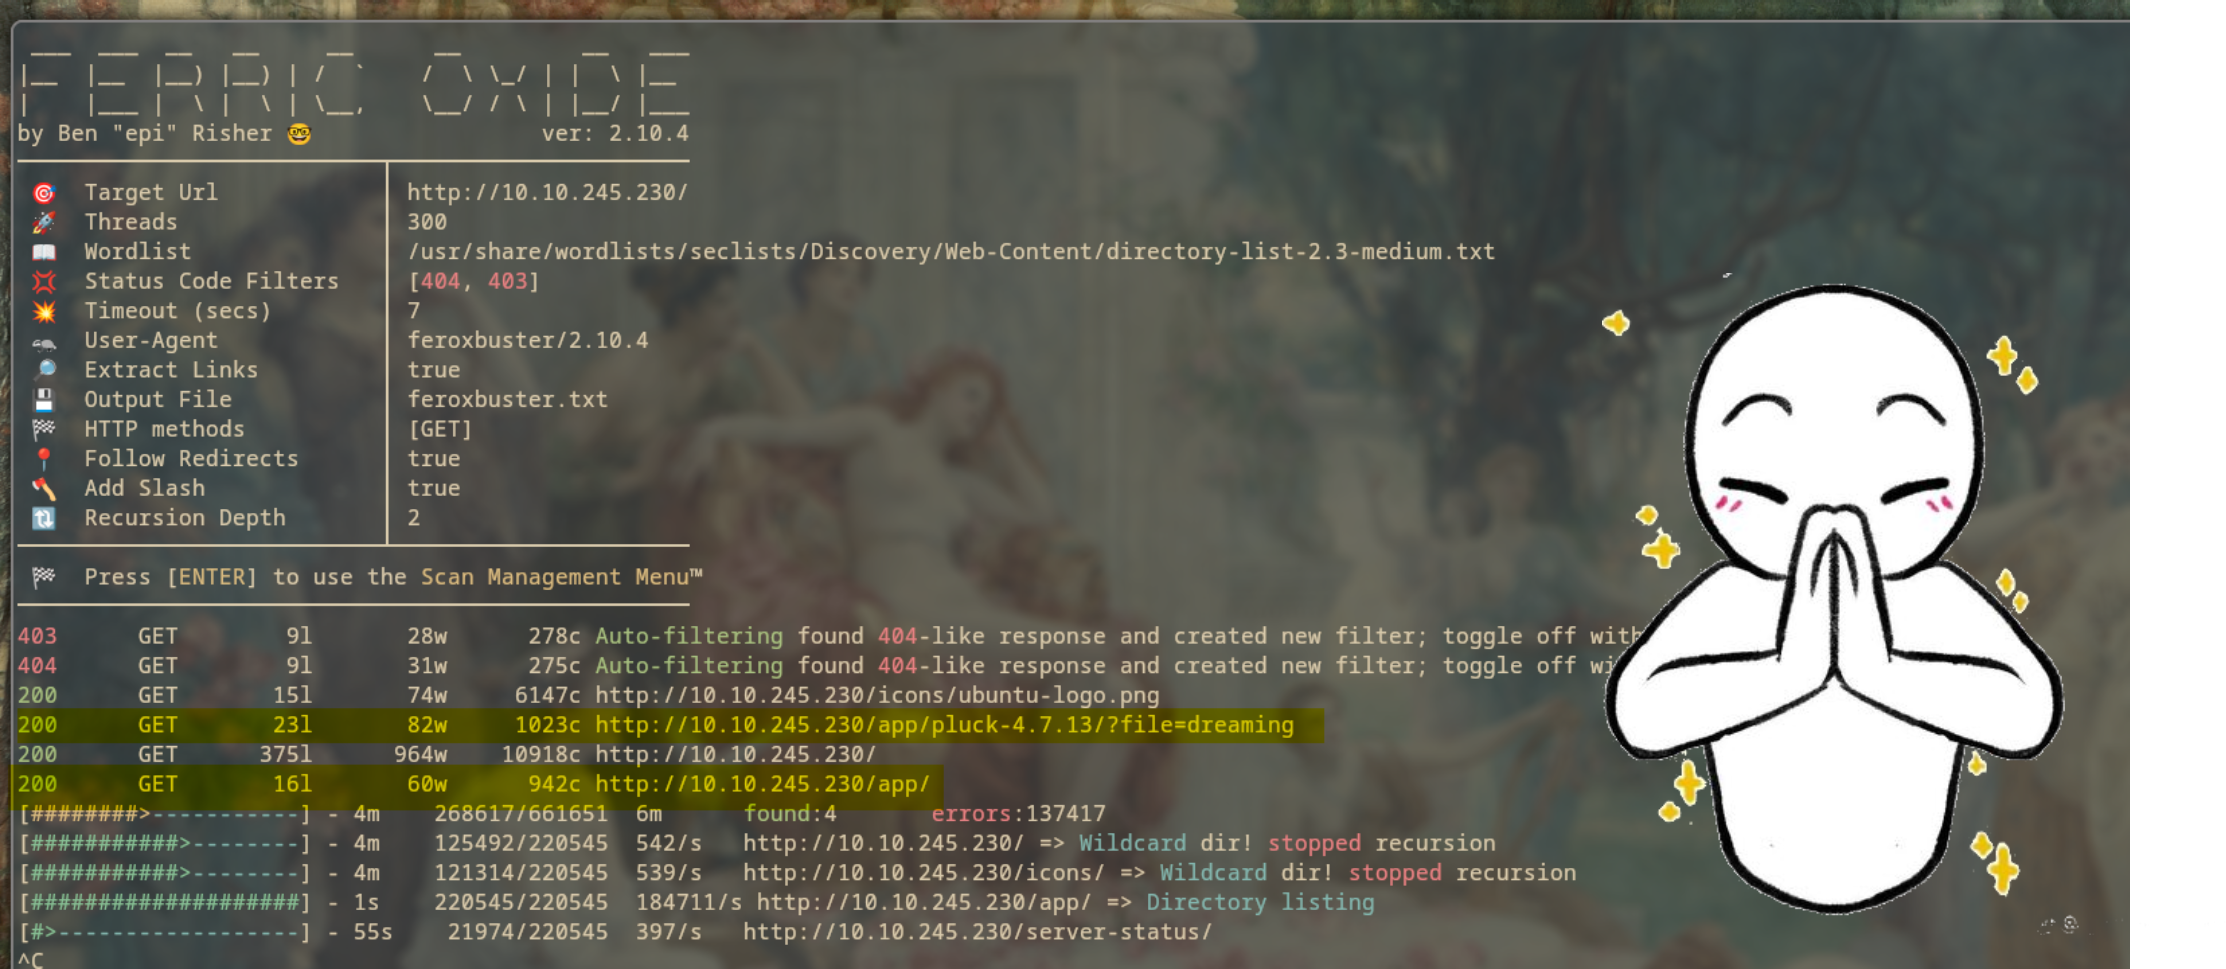 FERRIC OXIDE
by Ben "epi" Risher 🤓 ver: 2.10.4
🎯 Target Url │ http://10.10.245.230/
🚀 Threads │ 300
📖 Wordlist │ /usr/share/wordlists/seclists/Discovery/Web-Content/directory-list-2.3-medium.txt
💢 Status Code Filters │ [404, 403]
💥 Timeout (secs) │ 7
🦡 User-Agent │ feroxbuster/2.10.4
🔎 Extract Links │ true
💾 Output File │ feroxbuster.txt
🏁 HTTP methods │ [GET]
📍 Follow Redirects │ true
🪓 Add Slash │ true
🔃 Recursion Depth │ 2
🏁 Press [ENTER] to use the Scan Management Menu™
403 GET 9l 28w 278c Auto-filtering found 404-like response and created new filter; toggle off with
404 GET 9l 31w 275c Auto-filtering found 404-like response and created new filter; toggle off
200 GET 15l 74w 6147c http://10.10.245.230/icons/ubuntu-logo.png
200 GET 23l 82w 1023c http://10.10.245.230/app/pluck-4.7.13/?file=dreaming
200 GET 375l 964w 10918c http://10.10.245.230/
200 GET 16l 60w 942c http://10.10.245.230/app/
[########>-----------] - 4m 268617/661651 6m found:4 errors:137417
[###########>--------] - 4m 125492/220545 542/s http://10.10.245.230/ => Wildcard dir! stopped recursion
[###########>--------] - 4m 121314/220545 539/s http://10.10.245.230/icons/ => Wildcard dir! stopped recursion
[####################] - 1s 220545/220545 184711/s http://10.10.245.230/app/ => Directory listing
[#>------------------] - 55s 21974/220545 397/s http://10.10.245.230/server-status/
^C